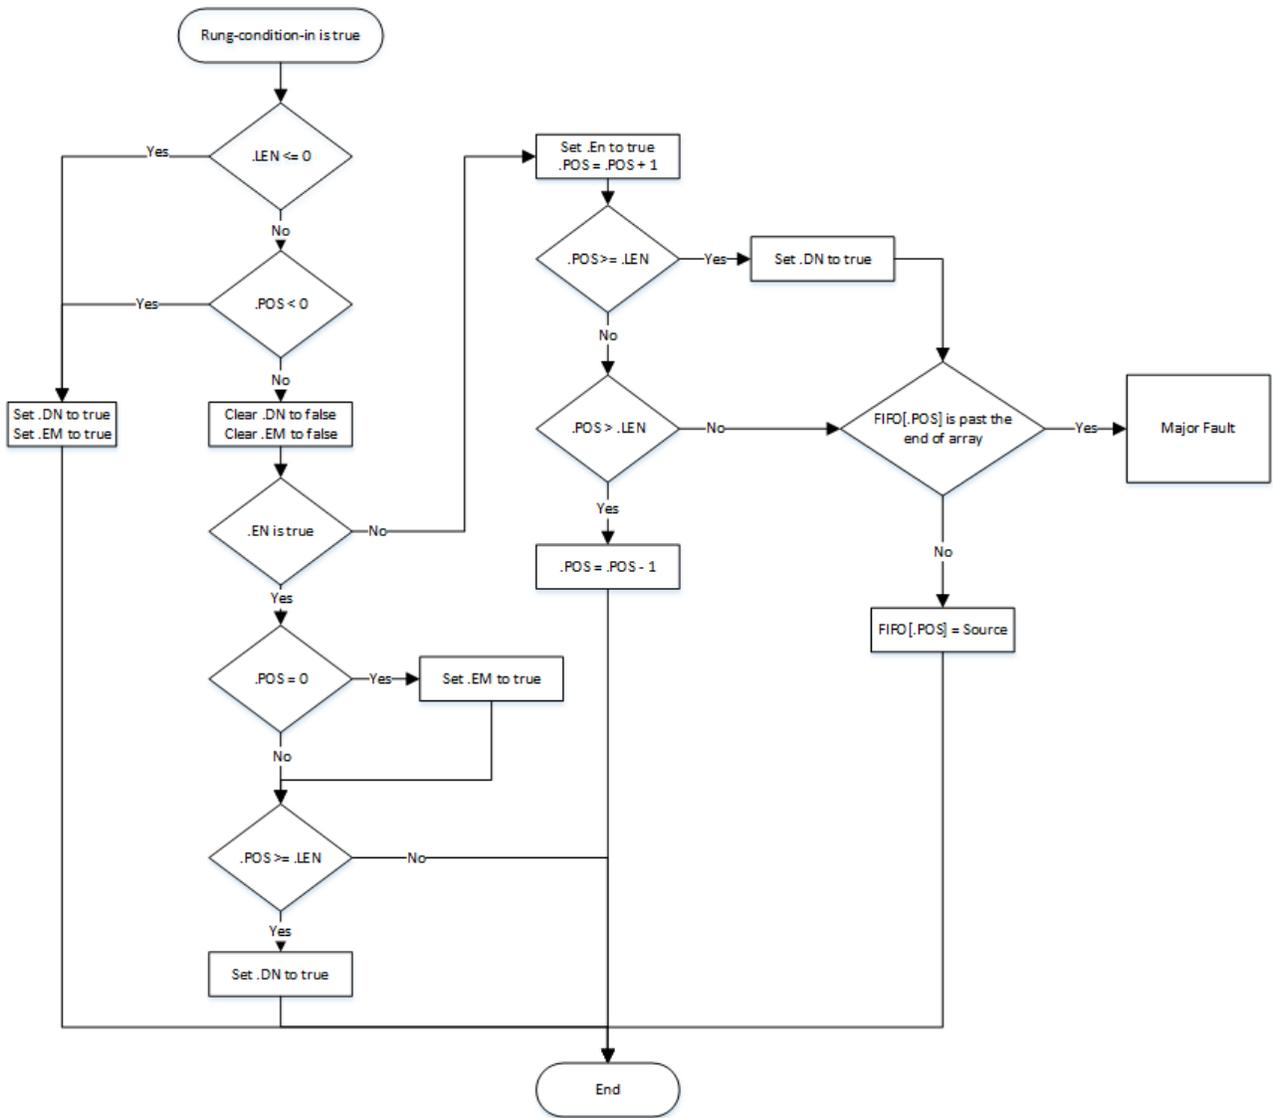 Rung-condition-in is true
.LEN <= 0
Yes
No
.POS < 0
Yes
No
Set .DN to true
Set .EM to true
Clear .DN to false
Clear .EM to false
.EN is true
No
Yes
.POS = 0
Yes
Set .EM to true
No
.POS >= .LEN
No
Yes
Set .DN to true
Set .En to true
.POS = .POS + 1
.POS>= .LEN
Yes
Set .DN to true
No
.POS > .LEN
No
Yes
.POS = .POS - 1
FIFO[.POS] is past the
end of array
Yes
Major Fault
No
FIFO[.POS] = Source
End